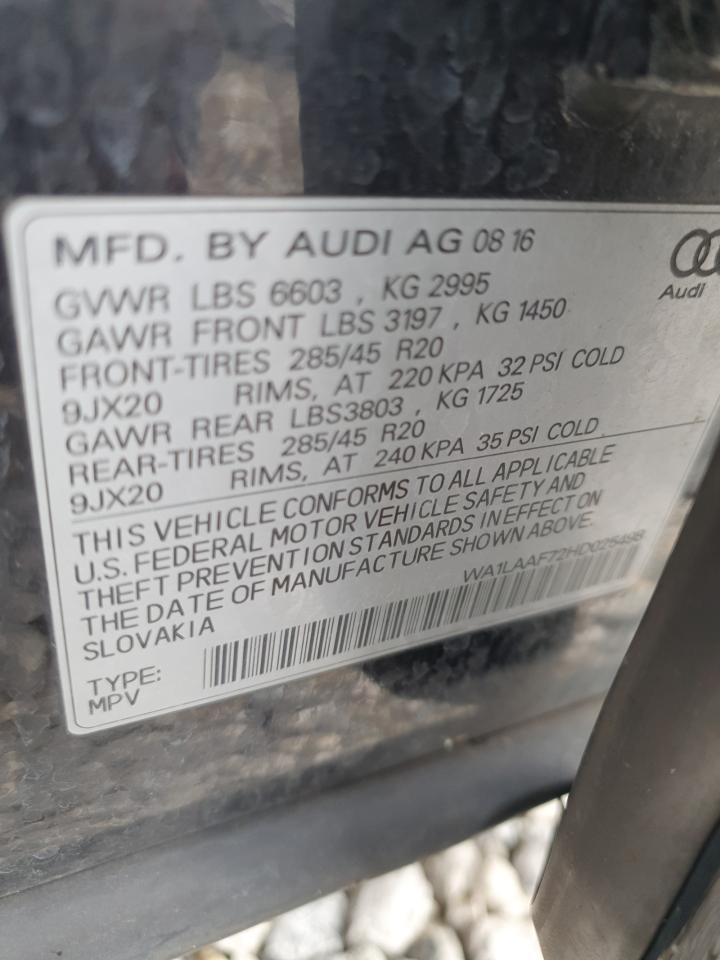 MFD. BY AUDI AG 08 16
Audi
GVWR LBS 6603 , KG 2995
GAWR FRONT LBS 3197 , KG 1450
FRONT-TIRES 285/45 R20
9JX20 RIMS, AT 220 KPA 32 PSI COLD
GAWR REAR LBS3803 , KG 1725
REAR-TIRES 285/45 R20
9JX20 RIMS, AT 240 KPA 35 PSI COLD
THIS VEHICLE CONFORMS TO ALL APPLICABLE
U.S. FEDERAL MOTOR VEHICLE SAFETY AND
THEFT PREVENTION STANDARDS IN EFFECT ON
THE DATE OF MANUFACTURE SHOWN ABOVE.
SLOVAKIA
WA1LAAF72HD025498
TYPE:
MPV